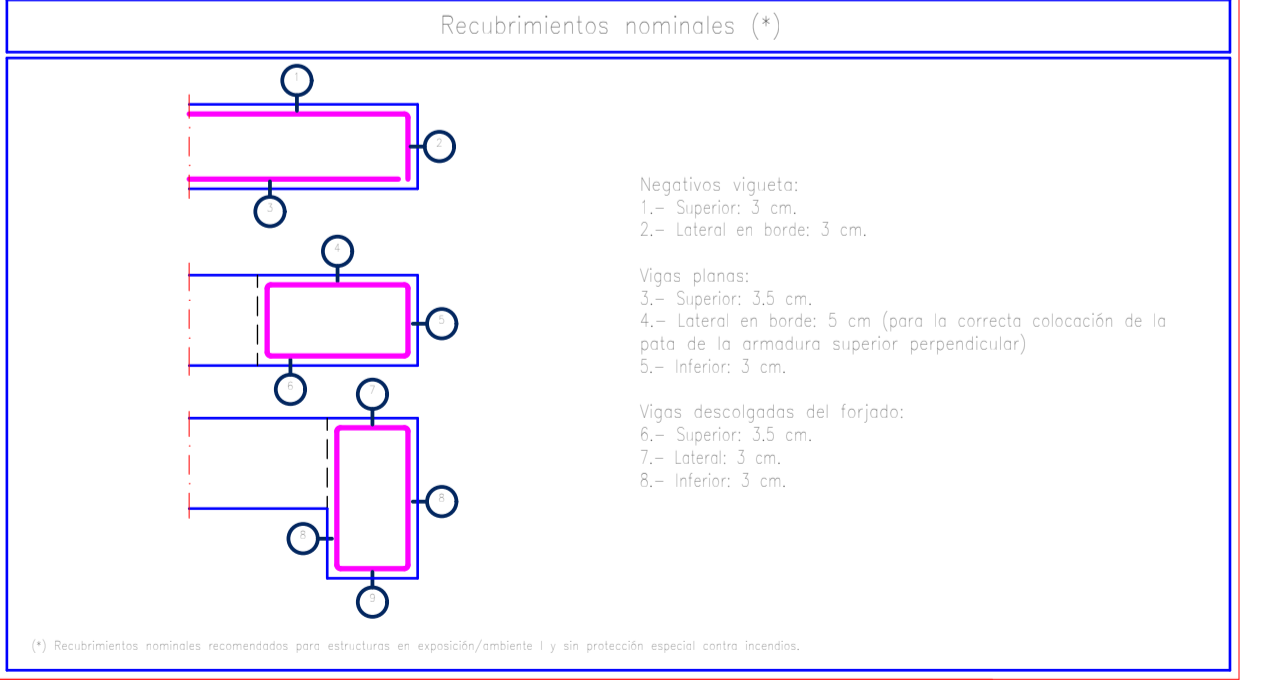 Recubrimientos nominales (*)
1
2
3
4
5
6
7
8
8
9
Negativos vigueta:
1.- Superior: 3 cm.
2.- Lateral en borde: 3 cm.
Vigas planas:
3.- Superior: 3.5 cm.
4.- Lateral en borde: 5 cm (para la correcta colocación de la
pata de la armadura superior perpendicular)
5.- Inferior: 3 cm.
Vigas descolgadas del forjado:
6.- Superior: 3.5 cm.
7.- Lateral: 3 cm.
8.- Inferior: 3 cm.
(*) Recubrimientos nominales recomendados para estructuras en exposición/ambiente I y sin protección especial contra incendios.